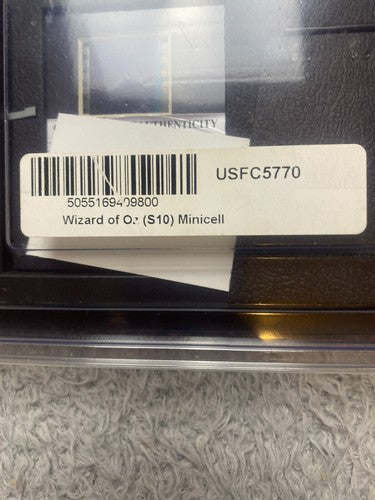 AUTHENTICITY
USFC5770
5055169409800
Wizard of Oz (S10) Minicell